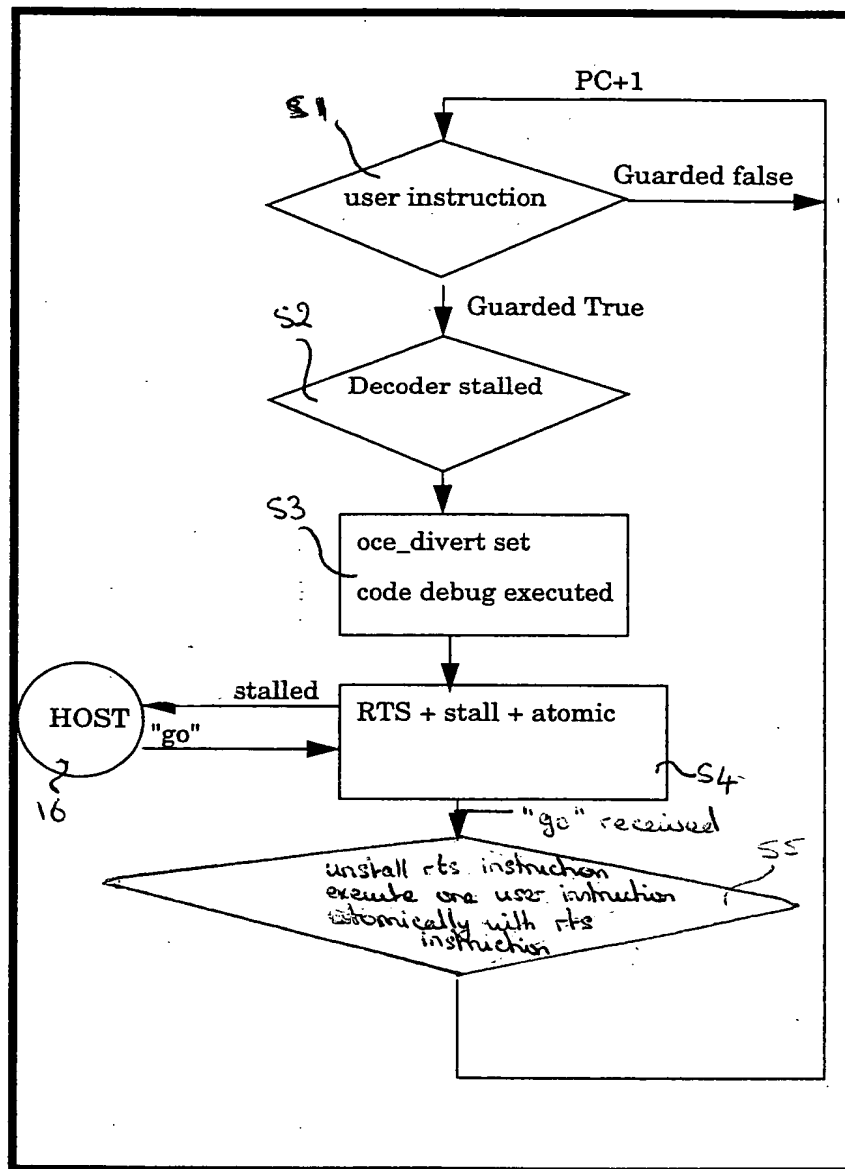 PC+1
S1
user instruction
Guarded false
Guarded True
S2
Decoder stalled
S3
oce_divert set
code debug executed
stalled
HOST
"go"
RTS + stall + atomic
16
S4
"go" received
S5
unstall rts instruction
execute one user instruction
atomically with rts
instruction